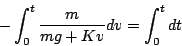 -\int_0^t \frac{m}{mg + Kv} dv = \int_0^t dt